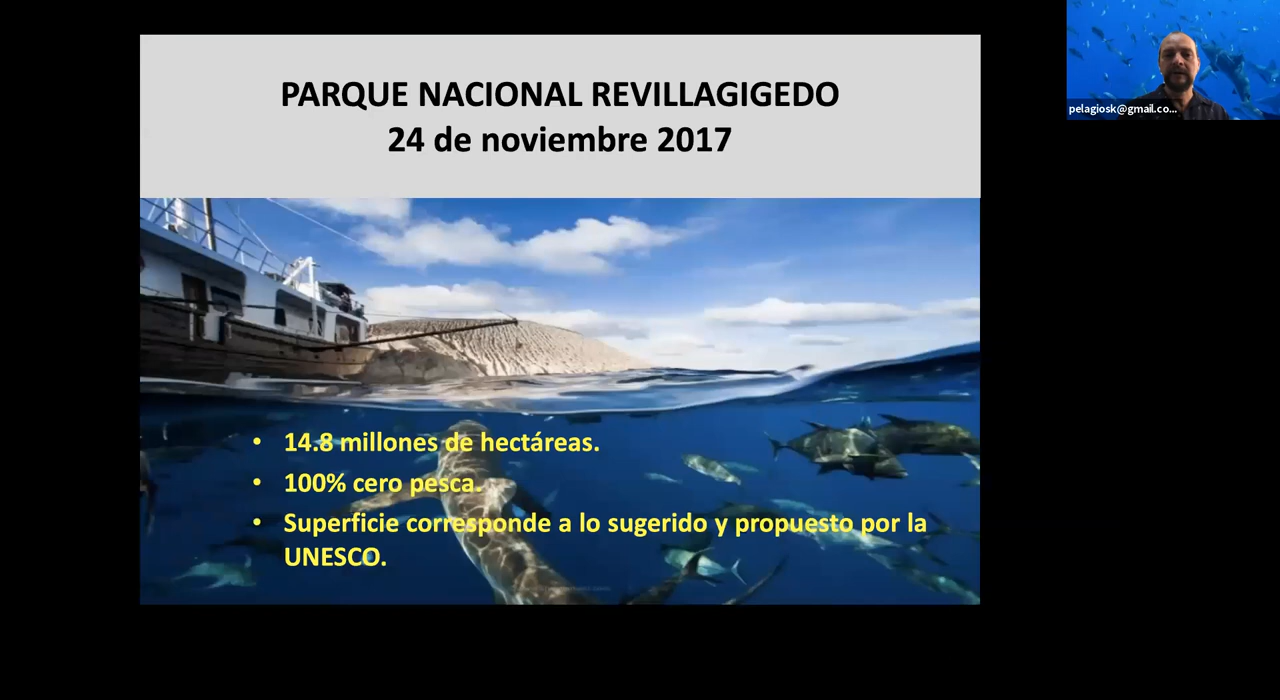 PARQUE NACIONAL REVILLAGIGEDO
24 de noviembre 2017
pelagiosk@gmail.co...
• 14.8 millones de hectáreas.
• 100% cero pesca.
• Superficie corresponde a lo sugerido y propuesto por la
UNESCO.